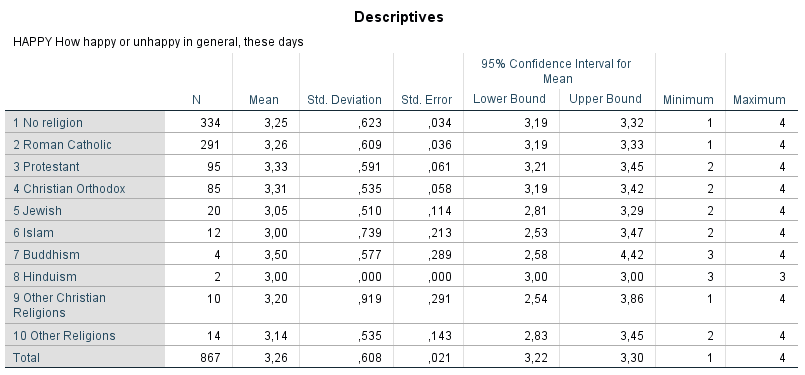 Descriptives
HAPPY How happy or unhappy in general, these days
95% Confidence Interval for
Mean
N Mean Std. Deviation Std. Error Lower Bound Upper Bound Minimum Maximum
1 No religion 334 3,25 ,623 ,034 3,19 3,32 1 4
2 Roman Catholic 291 3,26 ,609 ,036 3,19 3,33 1 4
3 Protestant 95 3,33 ,591 ,061 3,21 3,45 2 4
4 Christian Orthodox 85 3,31 ,535 ,058 3,19 3,42 2 4
5 Jewish 20 3,05 ,510 ,114 2,81 3,29 2 4
6 Islam 12 3,00 ,739 ,213 2,53 3,47 2 4
7 Buddhism 4 3,50 ,577 ,289 2,58 4,42 3 4
8 Hinduism 2 3,00 ,000 ,000 3,00 3,00 3 3
9 Other Christian 10 3,20 ,919 ,291 2,54 3,86 1 4
Religions
10 Other Religions 14 3,14 ,535 ,143 2,83 3,45 2 4
Total 867 3,26 ,608 ,021 3,22 3,30 1 4